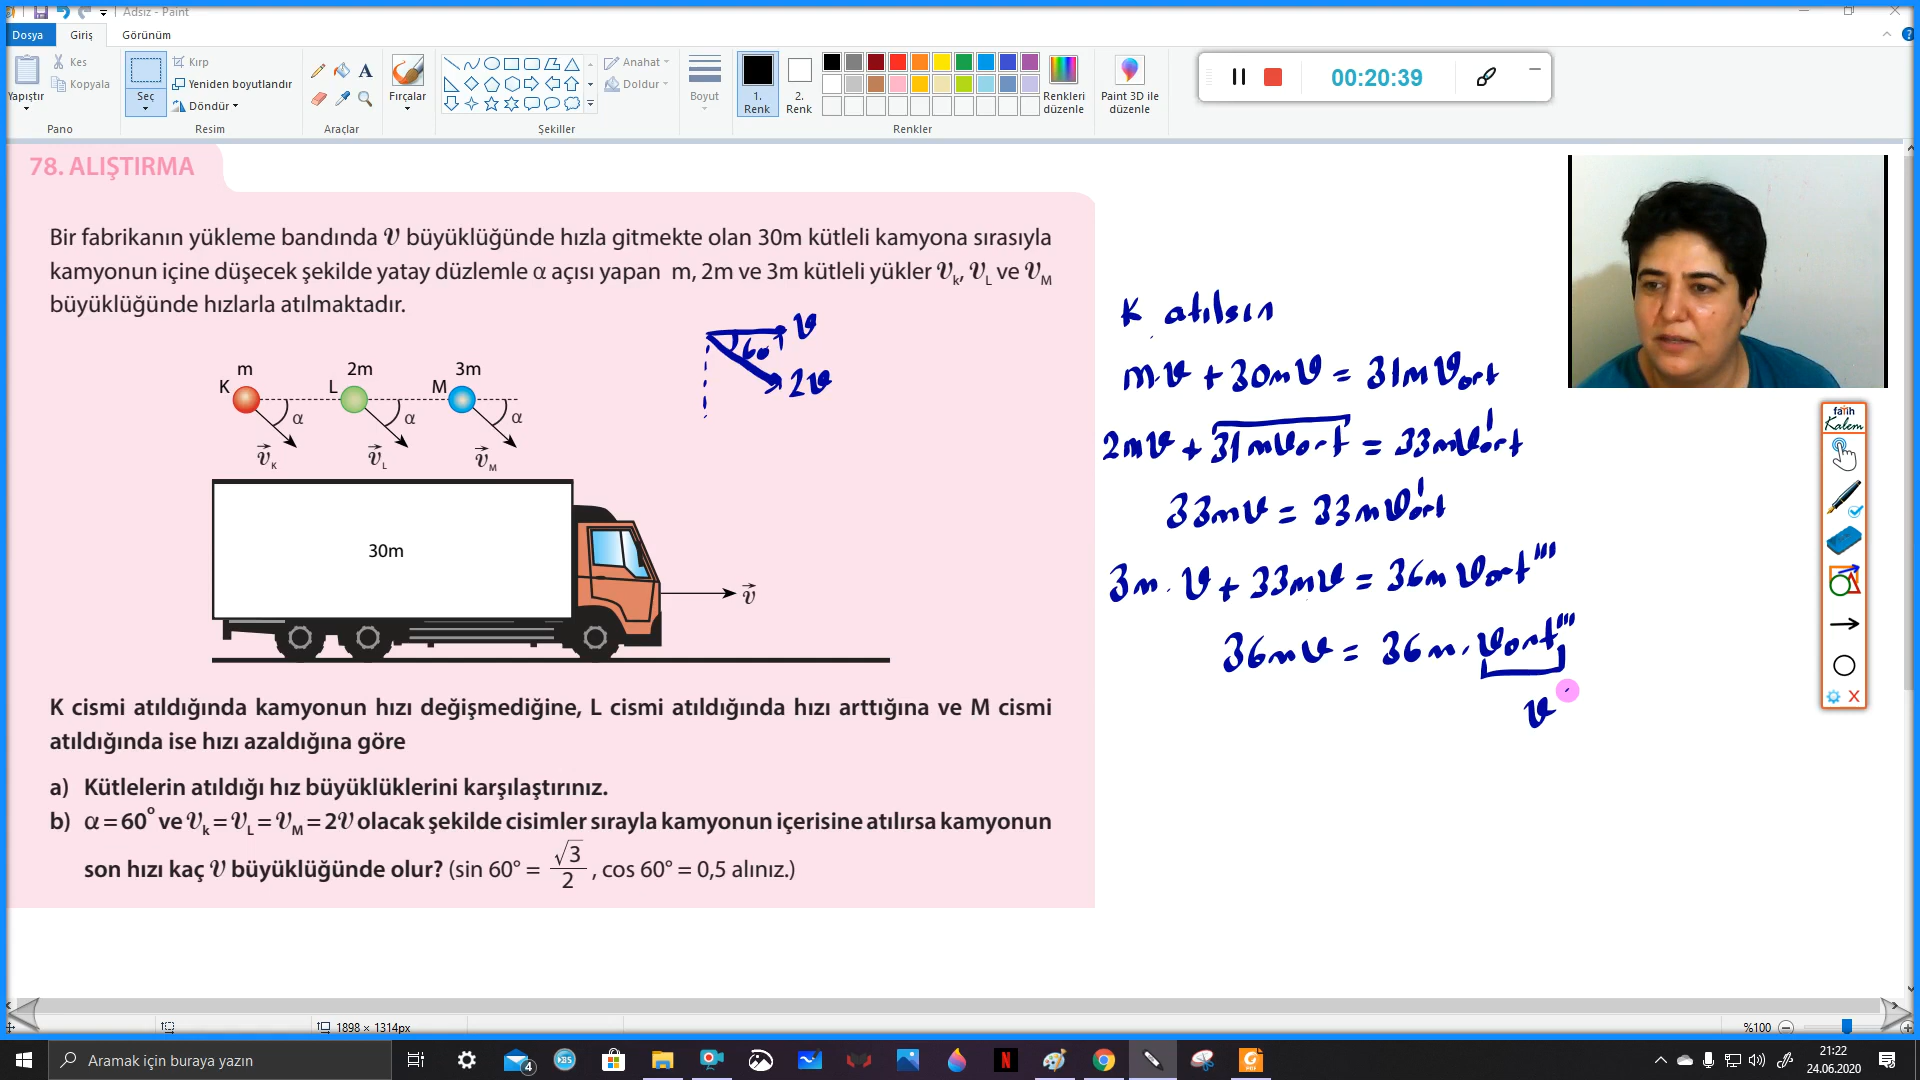 Adsız - Paint
Dosya Giriş Görünüm
Yapıştır Kes Kopyala Pano
Seç Kırp Yeniden boyutlandır Döndür Resim
A Araçlar
Fırçalar
Anahat Doldur Şekiller
Boyut
1. Renk 2. Renk Renkleri düzenle Renkler
Paint 3D ile düzenle
00:20:39
78. ALIŞTIRMA
Bir fabrikanın yükleme bandında v büyüklüğünde hızla gitmekte olan 30m kütleli kamyona sırasıyla
kamyonun içine düşecek şekilde yatay düzlemle α açısı yapan m, 2m ve 3m kütleli yükler vk, vL ve vM
büyüklüğünde hızlarla atılmaktadır.
m 2m 3m
K L M
α α α
vK vL vM
30m
v
v
60°
2v
K cismi atıldığında kamyonun hızı değişmediğine, L cismi atıldığında hızı arttığına ve M cismi
atıldığında ise hızı azaldığına göre
a) Kütlelerin atıldığı hız büyüklüklerini karşılaştırınız.
b) α = 60° ve vk = vL = vM = 2v olacak şekilde cisimler sırayla kamyonun içerisine atılırsa kamyonun
son hızı kaç v büyüklüğünde olur? (sin 60° = √3/2 , cos 60° = 0,5 alınız.)
K atılsın
m.v + 30mv = 31mvort
2mv + 31mvort = 33mv'ort
33mv = 33mv'ort
3m.v + 33mv = 36m vort'''
36mv = 36m.vort'''
v
fatih Kalem
X
1898 × 1314px
%100
Aramak için buraya yazın
4
21:22
24.06.2020